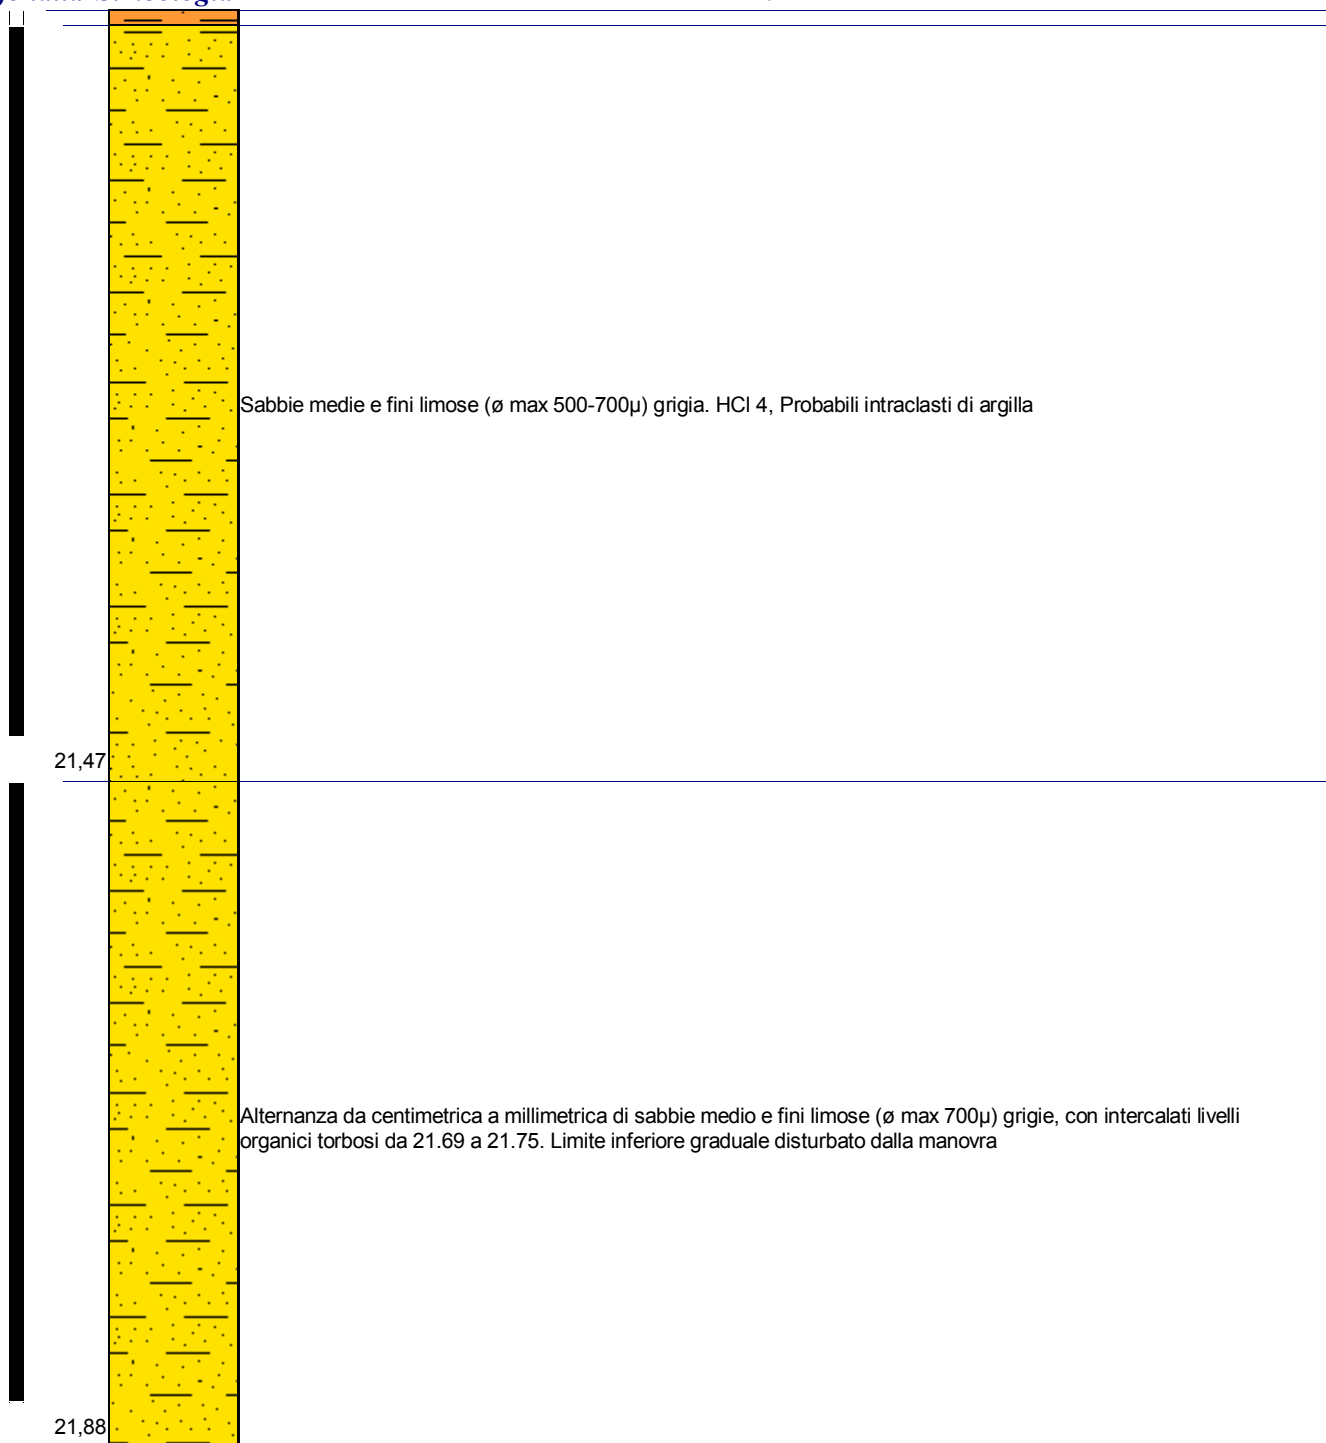 Sabbie medie e fini limose (ø max 500-700µ) grigia. HCl 4, Probabili intraclasti di argilla
21,47
Alternanza da centimetrica a millimetrica di sabbie medio e fini limose (ø max 700µ) grigie, con intercalati livelli
organici torbosi da 21.69 a 21.75. Limite inferiore graduale disturbato dalla manovra
21,88